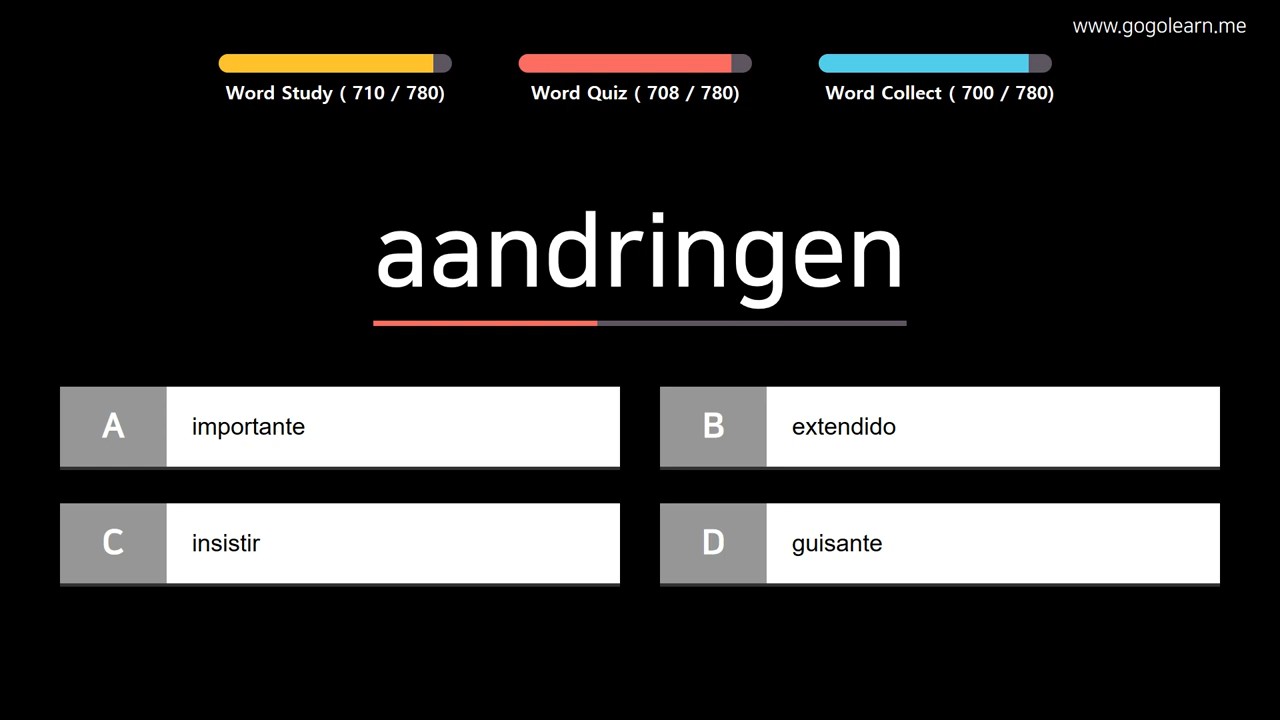 www.gogolearn.me
Word Study ( 710 / 780)
Word Quiz ( 708 / 780)
Word Collect ( 700 / 780)
aandringen
A importante
B extendido
C insistir
D guisante